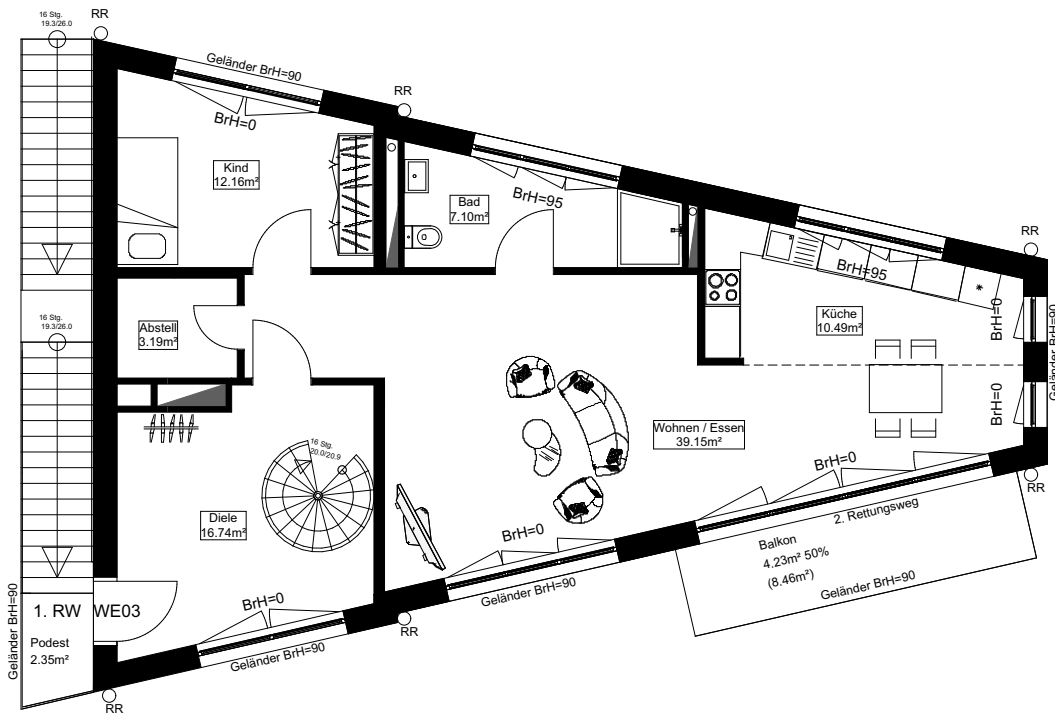 16 Stg.
19.3/26.0
RR
Geländer BrH=90
BrH=0
RR
Kind
12.16m²
Bad
7.10m²
BrH=95
RR
BrH=95
Küche
10.49m²
BrH=0
Geländer BrH=90
BrH=0
16 Stg.
19.3/26.0
Abstell
3.19m²
Wohnen / Essen
39.15m²
16 Stg.
20.0/20.9
Diele
16.74m²
BrH=0
BrH=0
2. Rettungsweg
Balkon
4.23m² 50%
(8.46m²)
Geländer BrH=90
RR
Geländer BrH=90
BrH=0
Geländer BrH=90
RR
Geländer BrH=90
1. RW WE03
Podest
2.35m²
RR